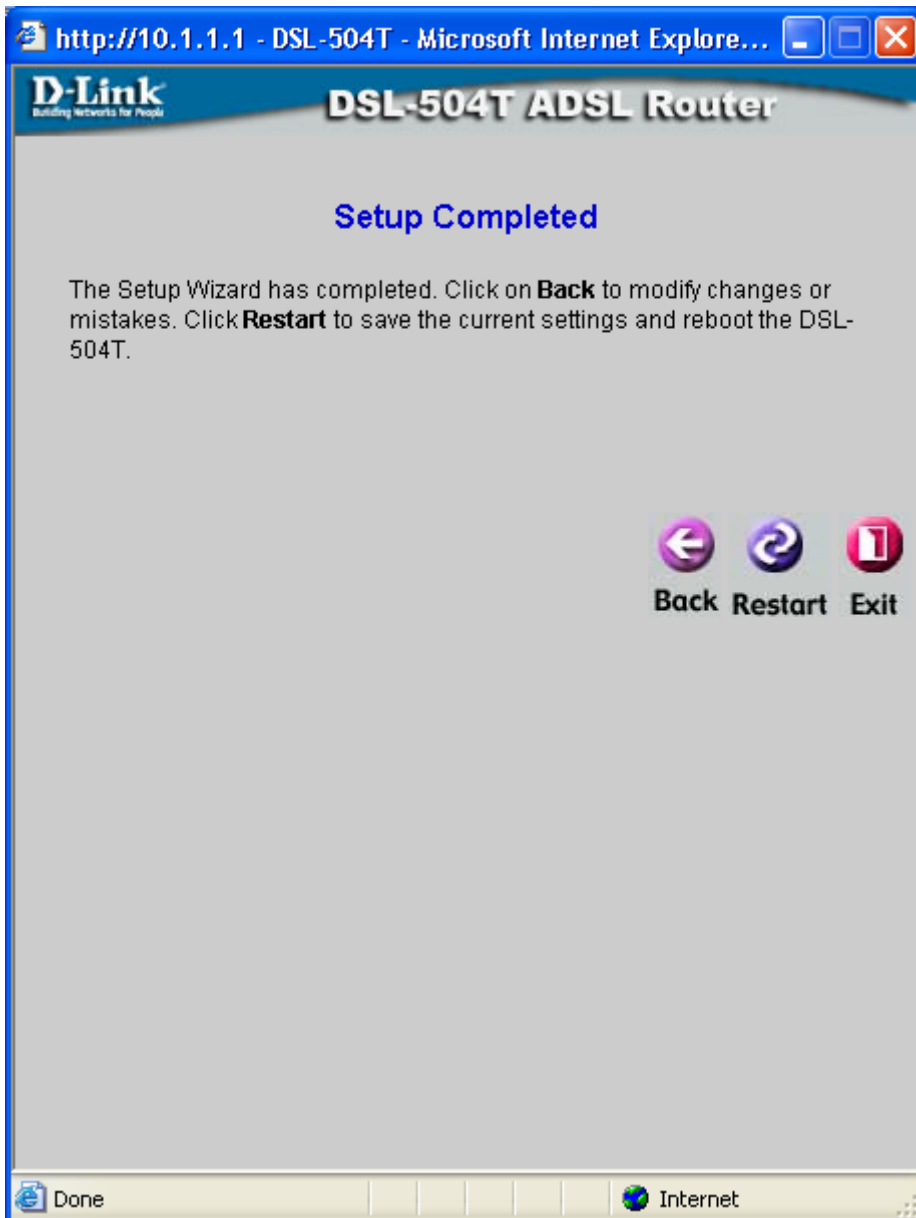 http://10.1.1.1 - DSL-504T - Microsoft Internet Explore...
D-Link
Building Networks for People
DSL-504T ADSL Router
Setup Completed
The Setup Wizard has completed. Click on Back to modify changes or
mistakes. Click Restart to save the current settings and reboot the DSL-
504T.
Back Restart Exit
Done
Internet